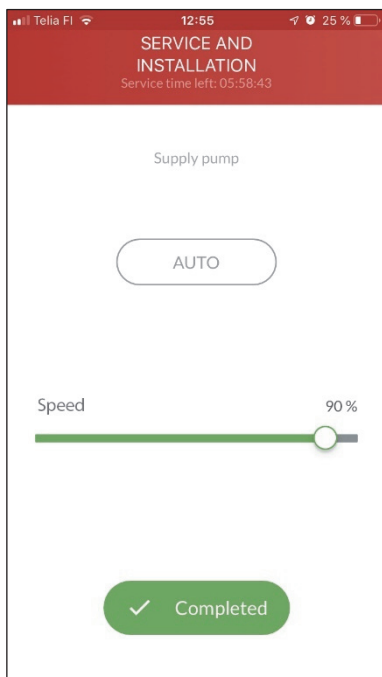 Telia FI 12:55 25 %
SERVICE AND
INSTALLATION
Service time left: 05:58:43
Supply pump
AUTO
Speed 90 %
Completed